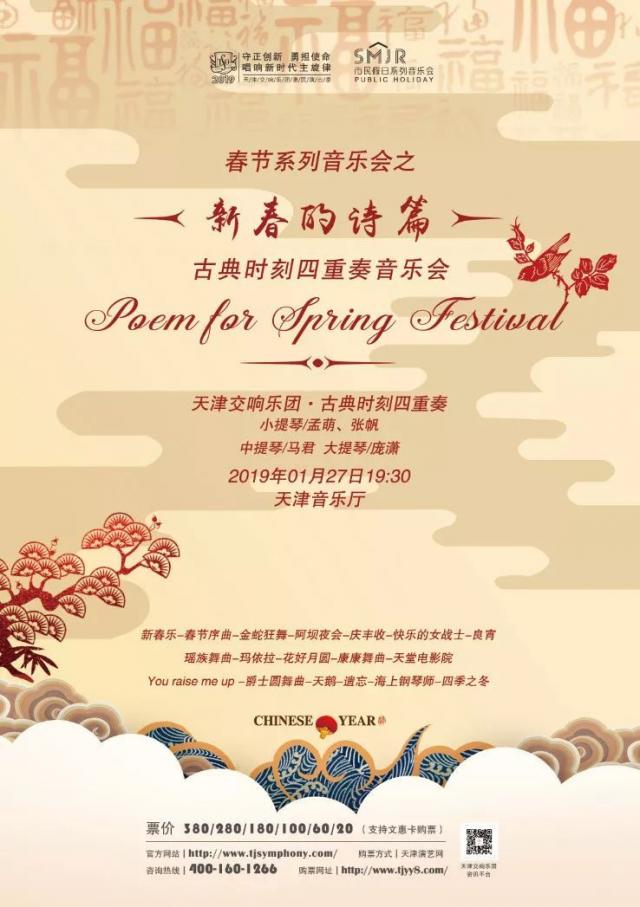 守正创新 勇担使命
唱响新时代主旋律
2019
SMJR
市民假日系列音乐会
PUBLIC HOLIDAY
春节系列音乐会之
新春的诗篇
古典时刻四重奏音乐会
Poem for Spring Festival
天津交响乐团·古典时刻四重奏
小提琴/孟萌、张帆
中提琴/马君 大提琴/庞潇
2019年01月27日19:30
天津音乐厅
新春乐-春节序曲-金蛇狂舞-阿坝夜会-庆丰收-快乐的女战士-良宵
瑶族舞曲-玛依拉-花好月圆-康康舞曲-天堂电影院
You raise me up -爵士圆舞曲-天鹅-遗忘-海上钢琴师-四季之冬
CHINESE YEAR
票价 380/280/180/100/60/20 (支持文惠卡购票)
官方网站|http://www.tjsymphony.com/ 购票方式|天津演艺网
咨询热线|400-160-1266 购票网址|http://www.tjyy8.com/
天津交响乐团
资讯平台